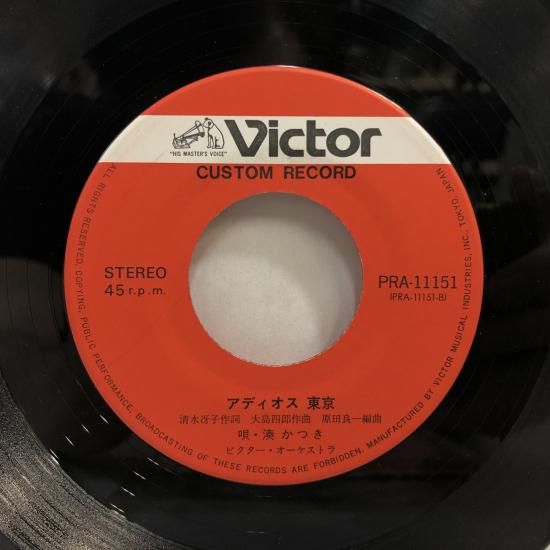 Victor
"HIS MASTER'S VOICE"
CUSTOM RECORD
STEREO
45 r.p.m.
PRA-11151
(PRA-11151-B)
アディオス 東京
清水冴子作詞 大島四郎作曲 原田良一編曲
唄・湊 かつき
ビクター・オーケストラ
ALL RIGHTS RESERVED, COPYING, PUBLIC PERFORMANCE, BROADCASTING OF THESE RECORDS ARE FORBIDDEN. MANUFACTURED BY VICTOR MUSICAL INDUSTRIES, INC., TOKYO, JAPAN